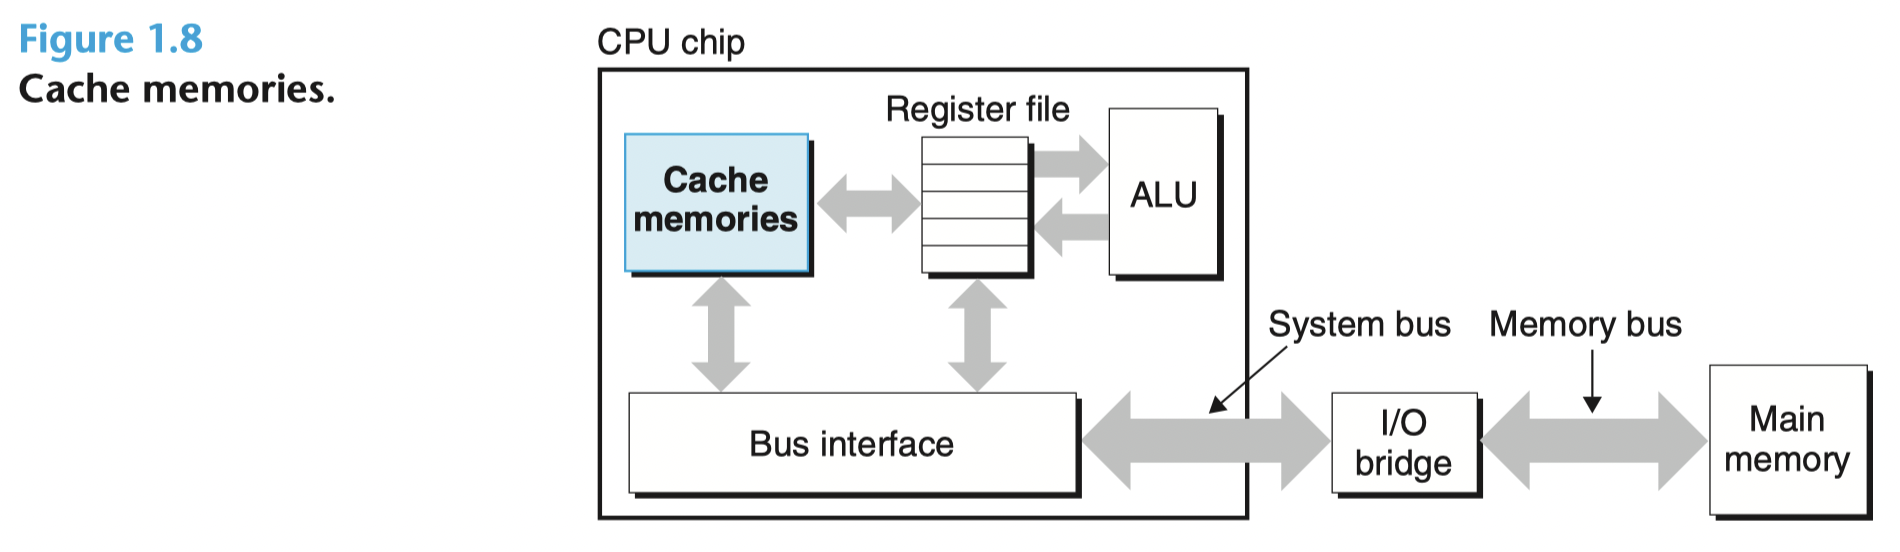 Figure 1.8
Cache memories.
CPU chip
Register file
Cache
memories
ALU
System bus
Memory bus
Bus interface
I/O
bridge
Main
memory